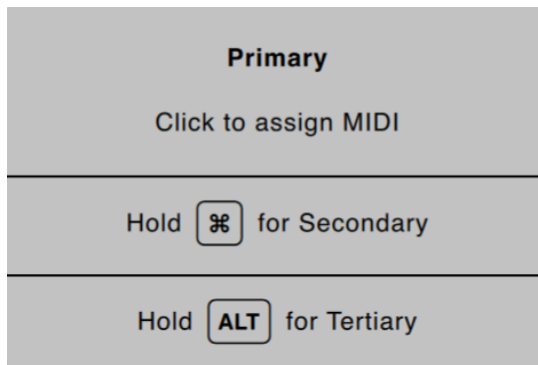 Primary
Click to assign MIDI
Hold ⌘ for Secondary
Hold ALT for Tertiary